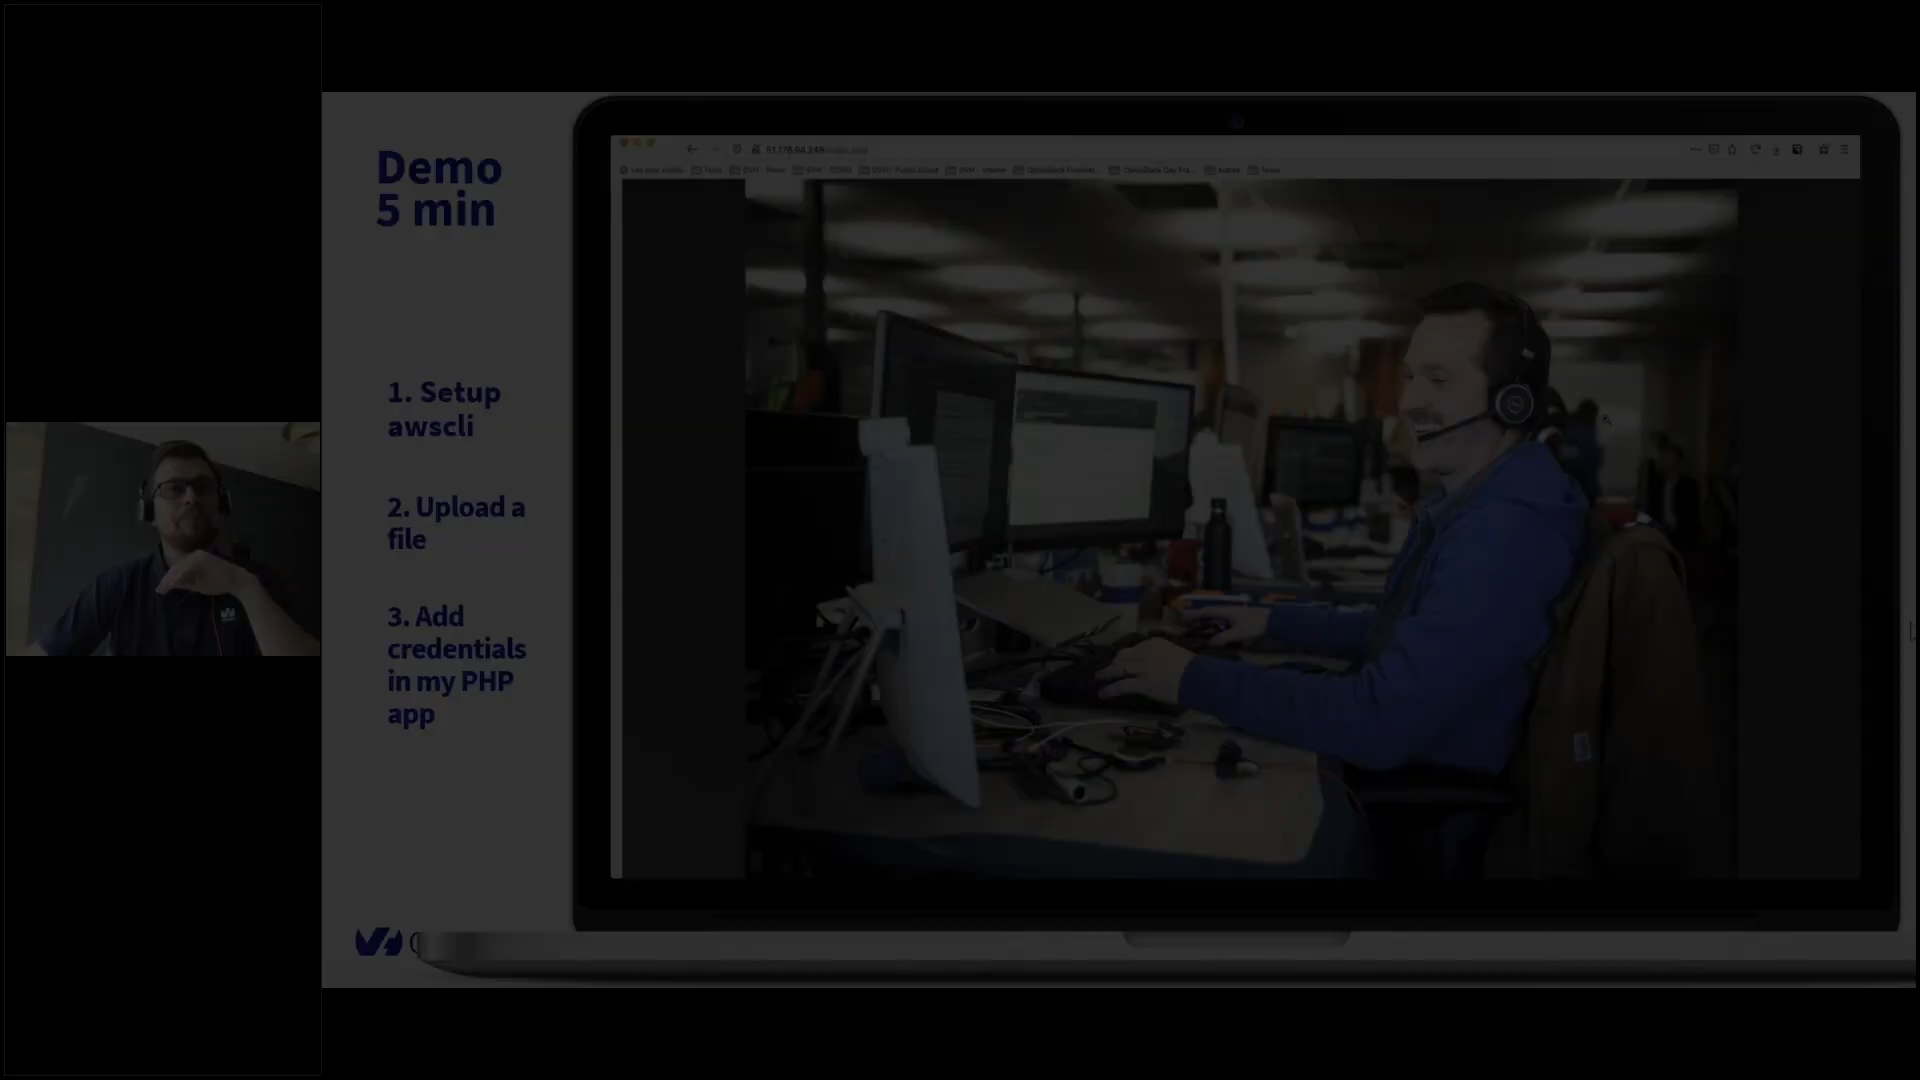 Demo
5 min
1. Setup
awscli
2. Upload a
file
3. Add
credentials
in my PHP
app